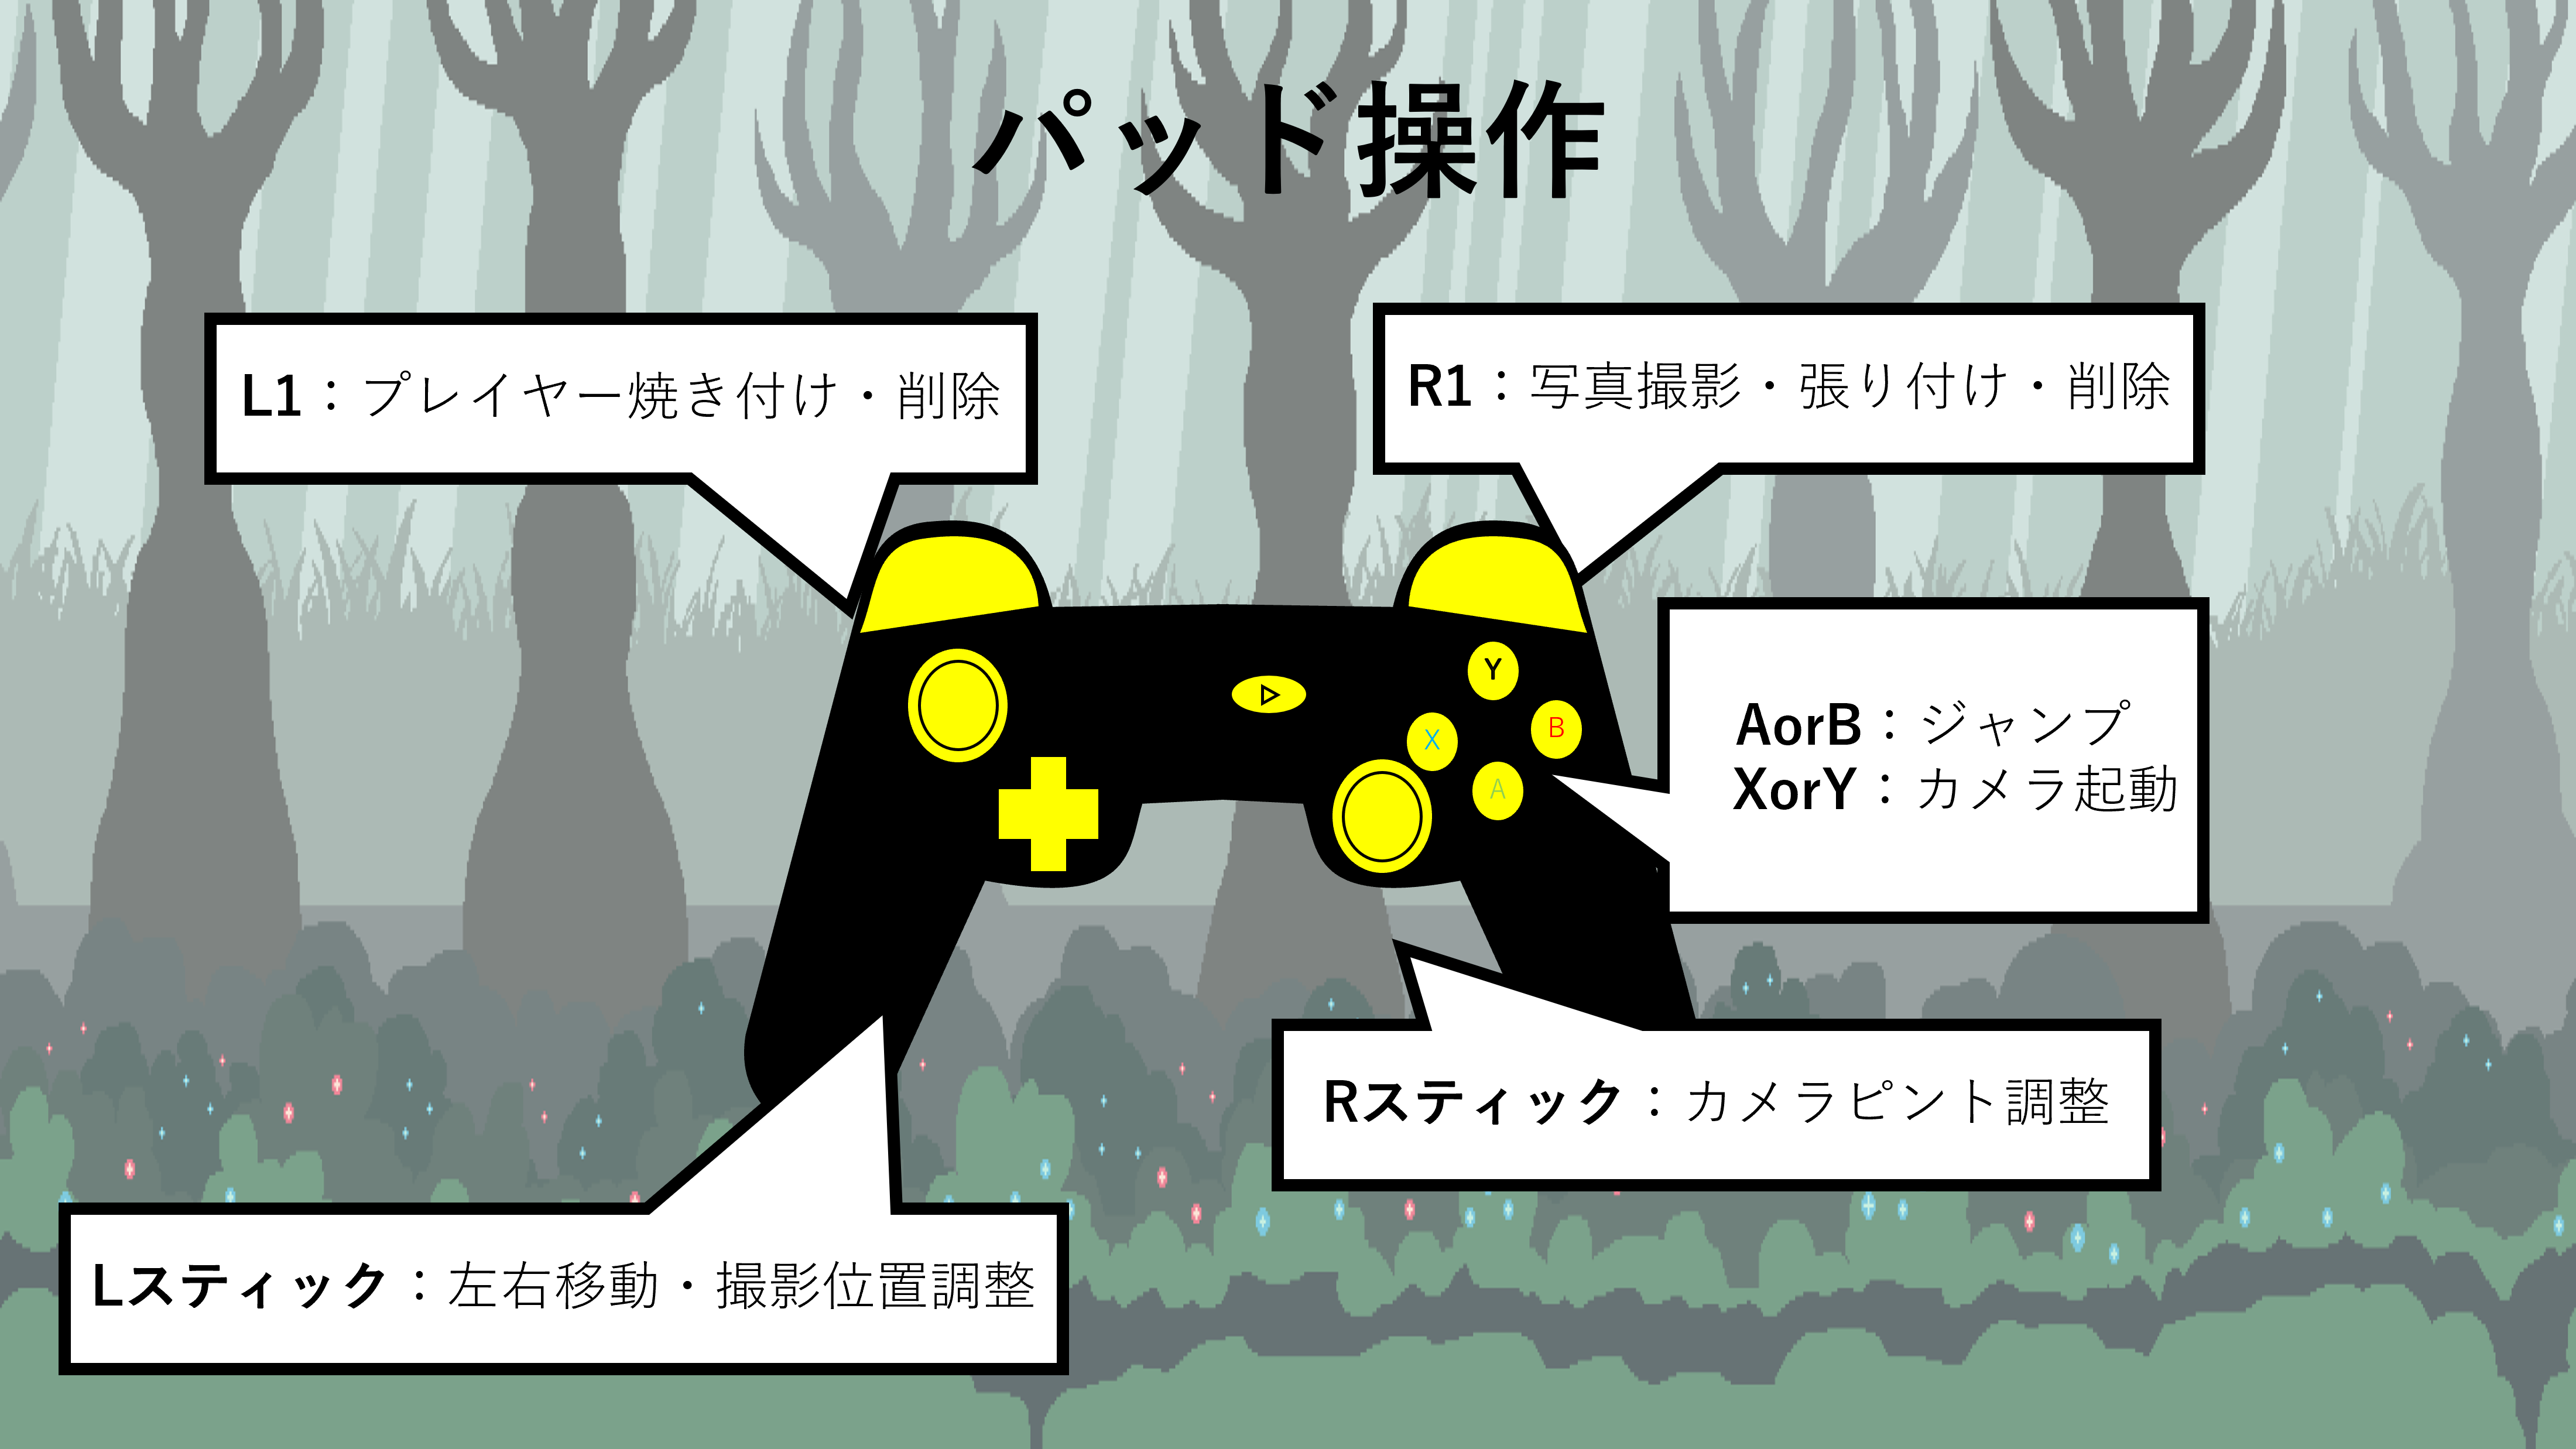 パッド操作
L1：プレイヤー焼き付け・削除
R1：写真撮影・張り付け・削除
Y
B
X
A
AorB：ジャンプ
XorY：カメラ起動
Rスティック：カメラピント調整
Lスティック：左右移動・撮影位置調整